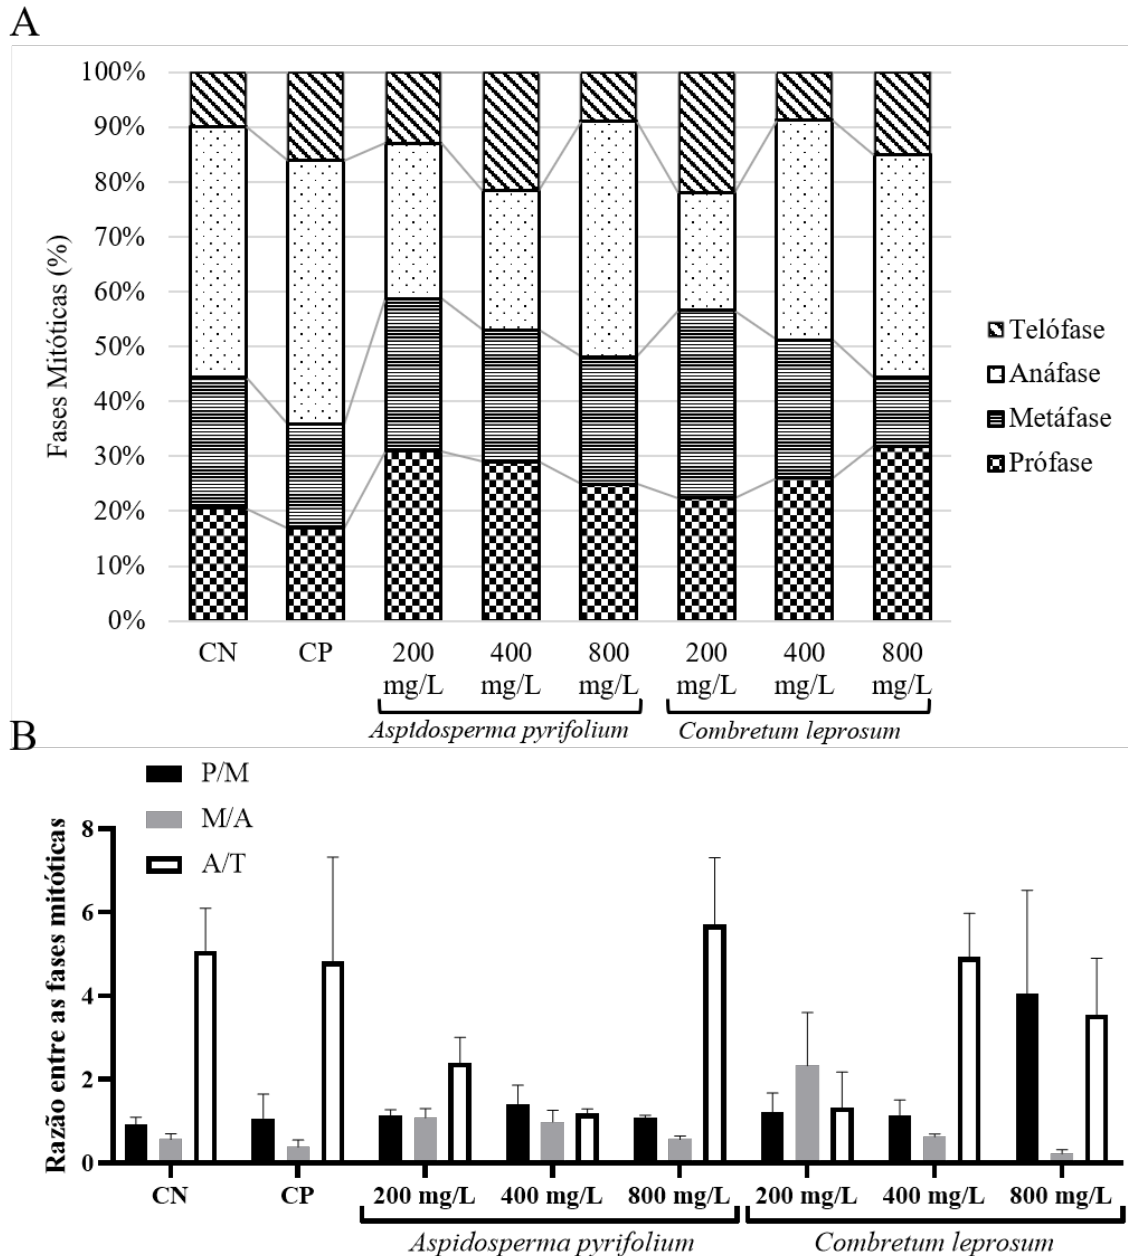 A
100%
90%
80%
70%
60%
50%
40%
30%
20%
10%
0%
Fases Mitóticas (%)
CN CP 200 mg/L 400 mg/L 800 mg/L 200 mg/L 400 mg/L 800 mg/L
Aspidosperma pyrifolium Combretum leprosum
Telófase
Anáfase
Metáfase
Prófase
B
P/M
M/A
A/T
8
6
4
2
0
Razão entre as fases mitóticas
CN CP 200 mg/L 400 mg/L 800 mg/L 200 mg/L 400 mg/L 800 mg/L
Aspidosperma pyrifolium Combretum leprosum